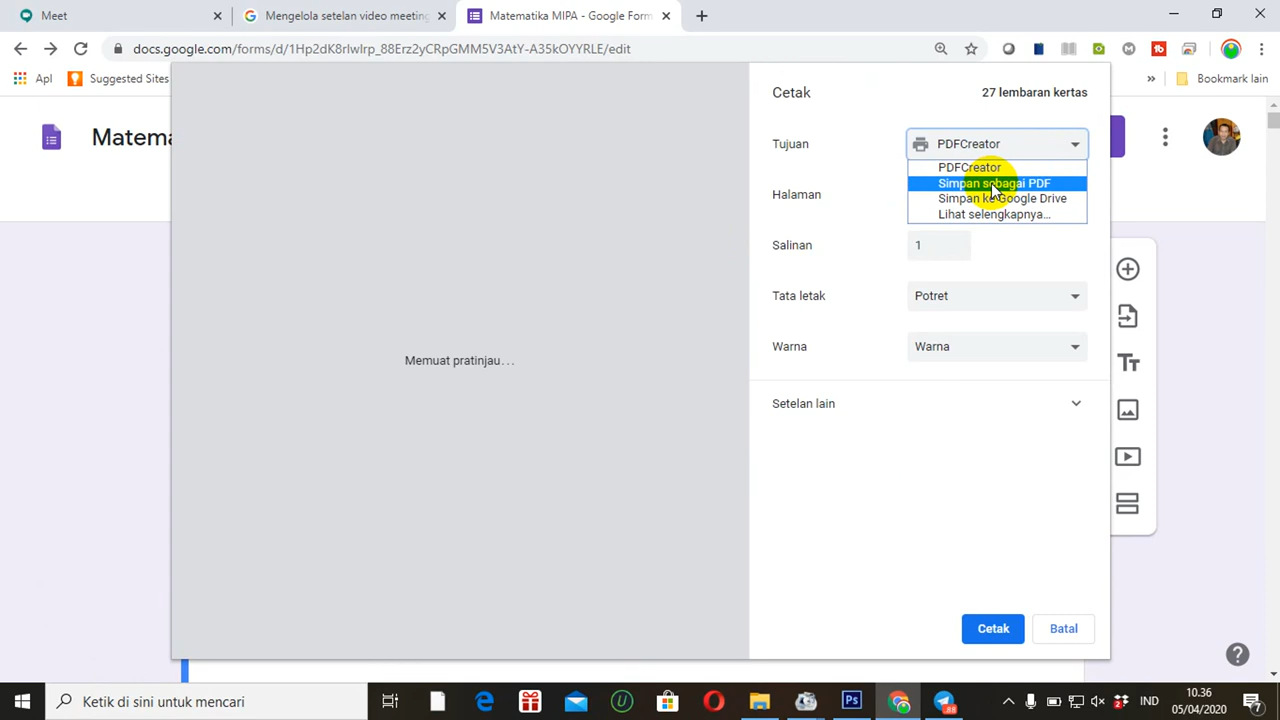 Meet
Mengelola setelan video meeting
Matematika MIPA - Google Form
docs.google.com/forms/d/1Hp2dK8rlwIrp_88Erz2yCRpGMM5V3AtY-A35kOYYRLE/edit
Apl
Suggested Sites
»
Bookmark lain
Matema
Cetak
27 lembaran kertas
Tujuan
PDFCreator
PDFCreator
Simpan sebagai PDF
Simpan ke Google Drive
Lihat selengkapnya...
Halaman
Salinan
1
Tata letak
Potret
Warna
Warna
Setelan lain
Memuat pratinjau...
Cetak
Batal
Ketik di sini untuk mencari
Ps
IND
10.36
05/04/2020